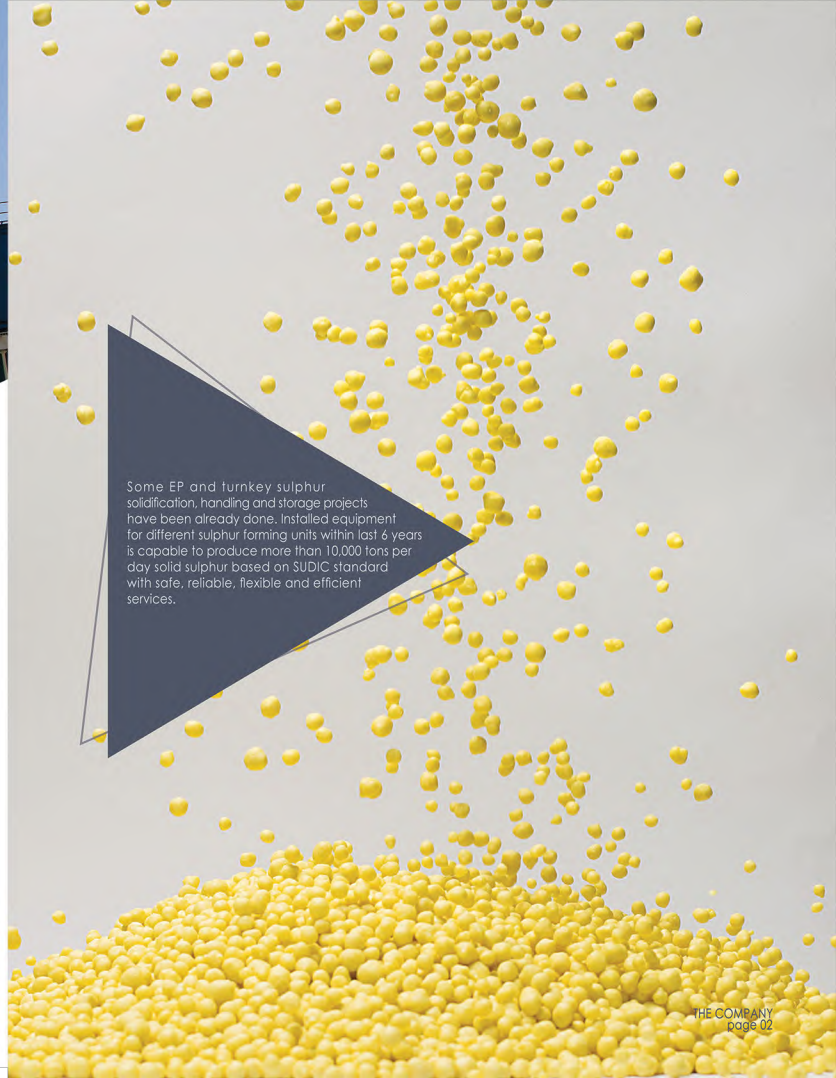 Some EP and turnkey sulphur
solidification, handling and storage projects
have been already done. Installed equipment
for different sulphur forming units within last 6 years
is capable to produce more than 10,000 tons per
day solid sulphur based on SUDIC standard
with safe, reliable, flexible and efficient
services.
THE COMPANY
page 02